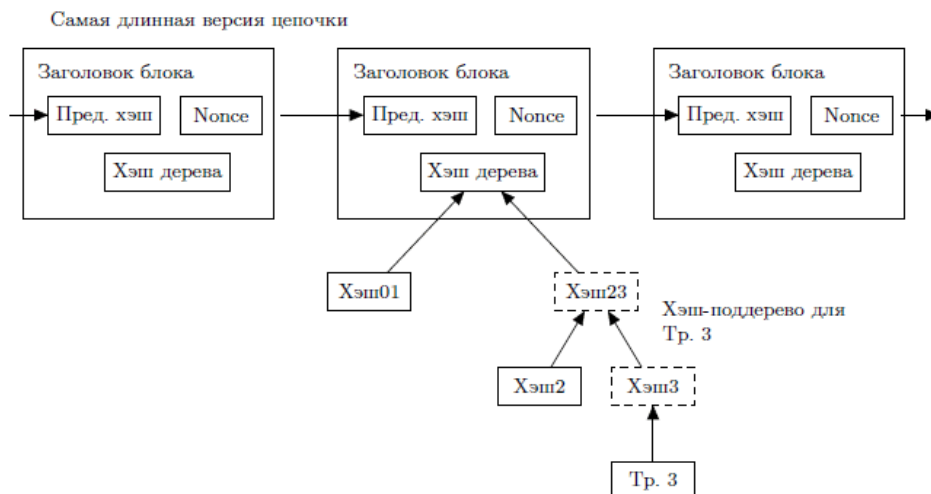 Самая длинная версия цепочки
Заголовок блока
Пред. хэш
Nonce
Хэш дерева
Заголовок блока
Пред. хэш
Nonce
Хэш дерева
Заголовок блока
Пред. хэш
Nonce
Хэш дерева
Хэш01
Хэш23
Хэш-поддерево для
Тр. 3
Хэш2
Хэш3
Тр. 3